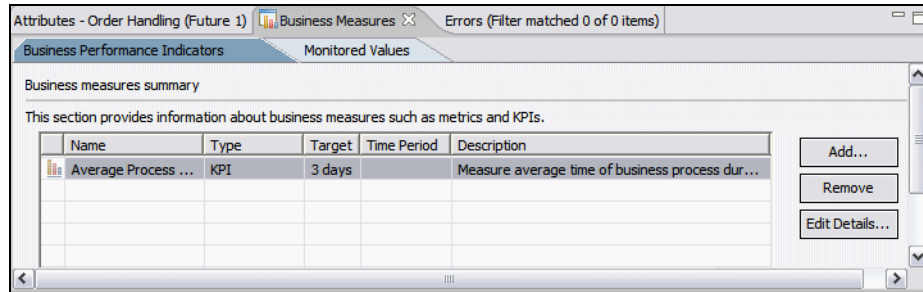 Attributes - Order Handling (Future 1) Business Measures Errors (Filter matched 0 of 0 items)
Business Performance Indicators Monitored Values
Business measures summary
This section provides information about business measures such as metrics and KPIs.
Name Type Target Time Period Description
Average Process ... KPI 3 days Measure average time of business process dur...
Add...
Remove
Edit Details...